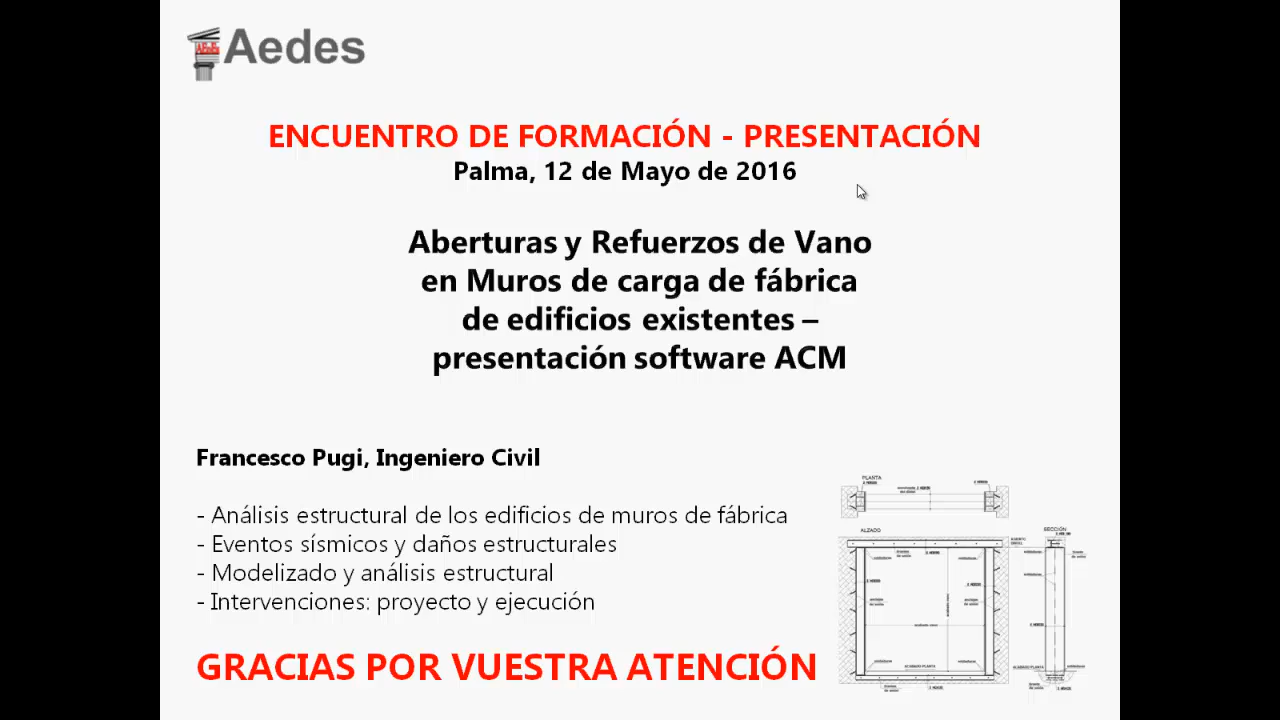 Aedes
ENCUENTRO DE FORMACIÓN - PRESENTACIÓN
Palma, 12 de Mayo de 2016
Aberturas y Refuerzos de Vano
en Muros de carga de fábrica
de edificios existentes –
presentación software ACM
Francesco Pugi, Ingeniero Civil
- Análisis estructural de los edificios de muros de fábrica
- Eventos sísmicos y daños estructurales
- Modelizado y análisis estructural
- Intervenciones: proyecto y ejecución
GRACIAS POR VUESTRA ATENCIÓN
PLANTA
ALZADO
SECCIÓN